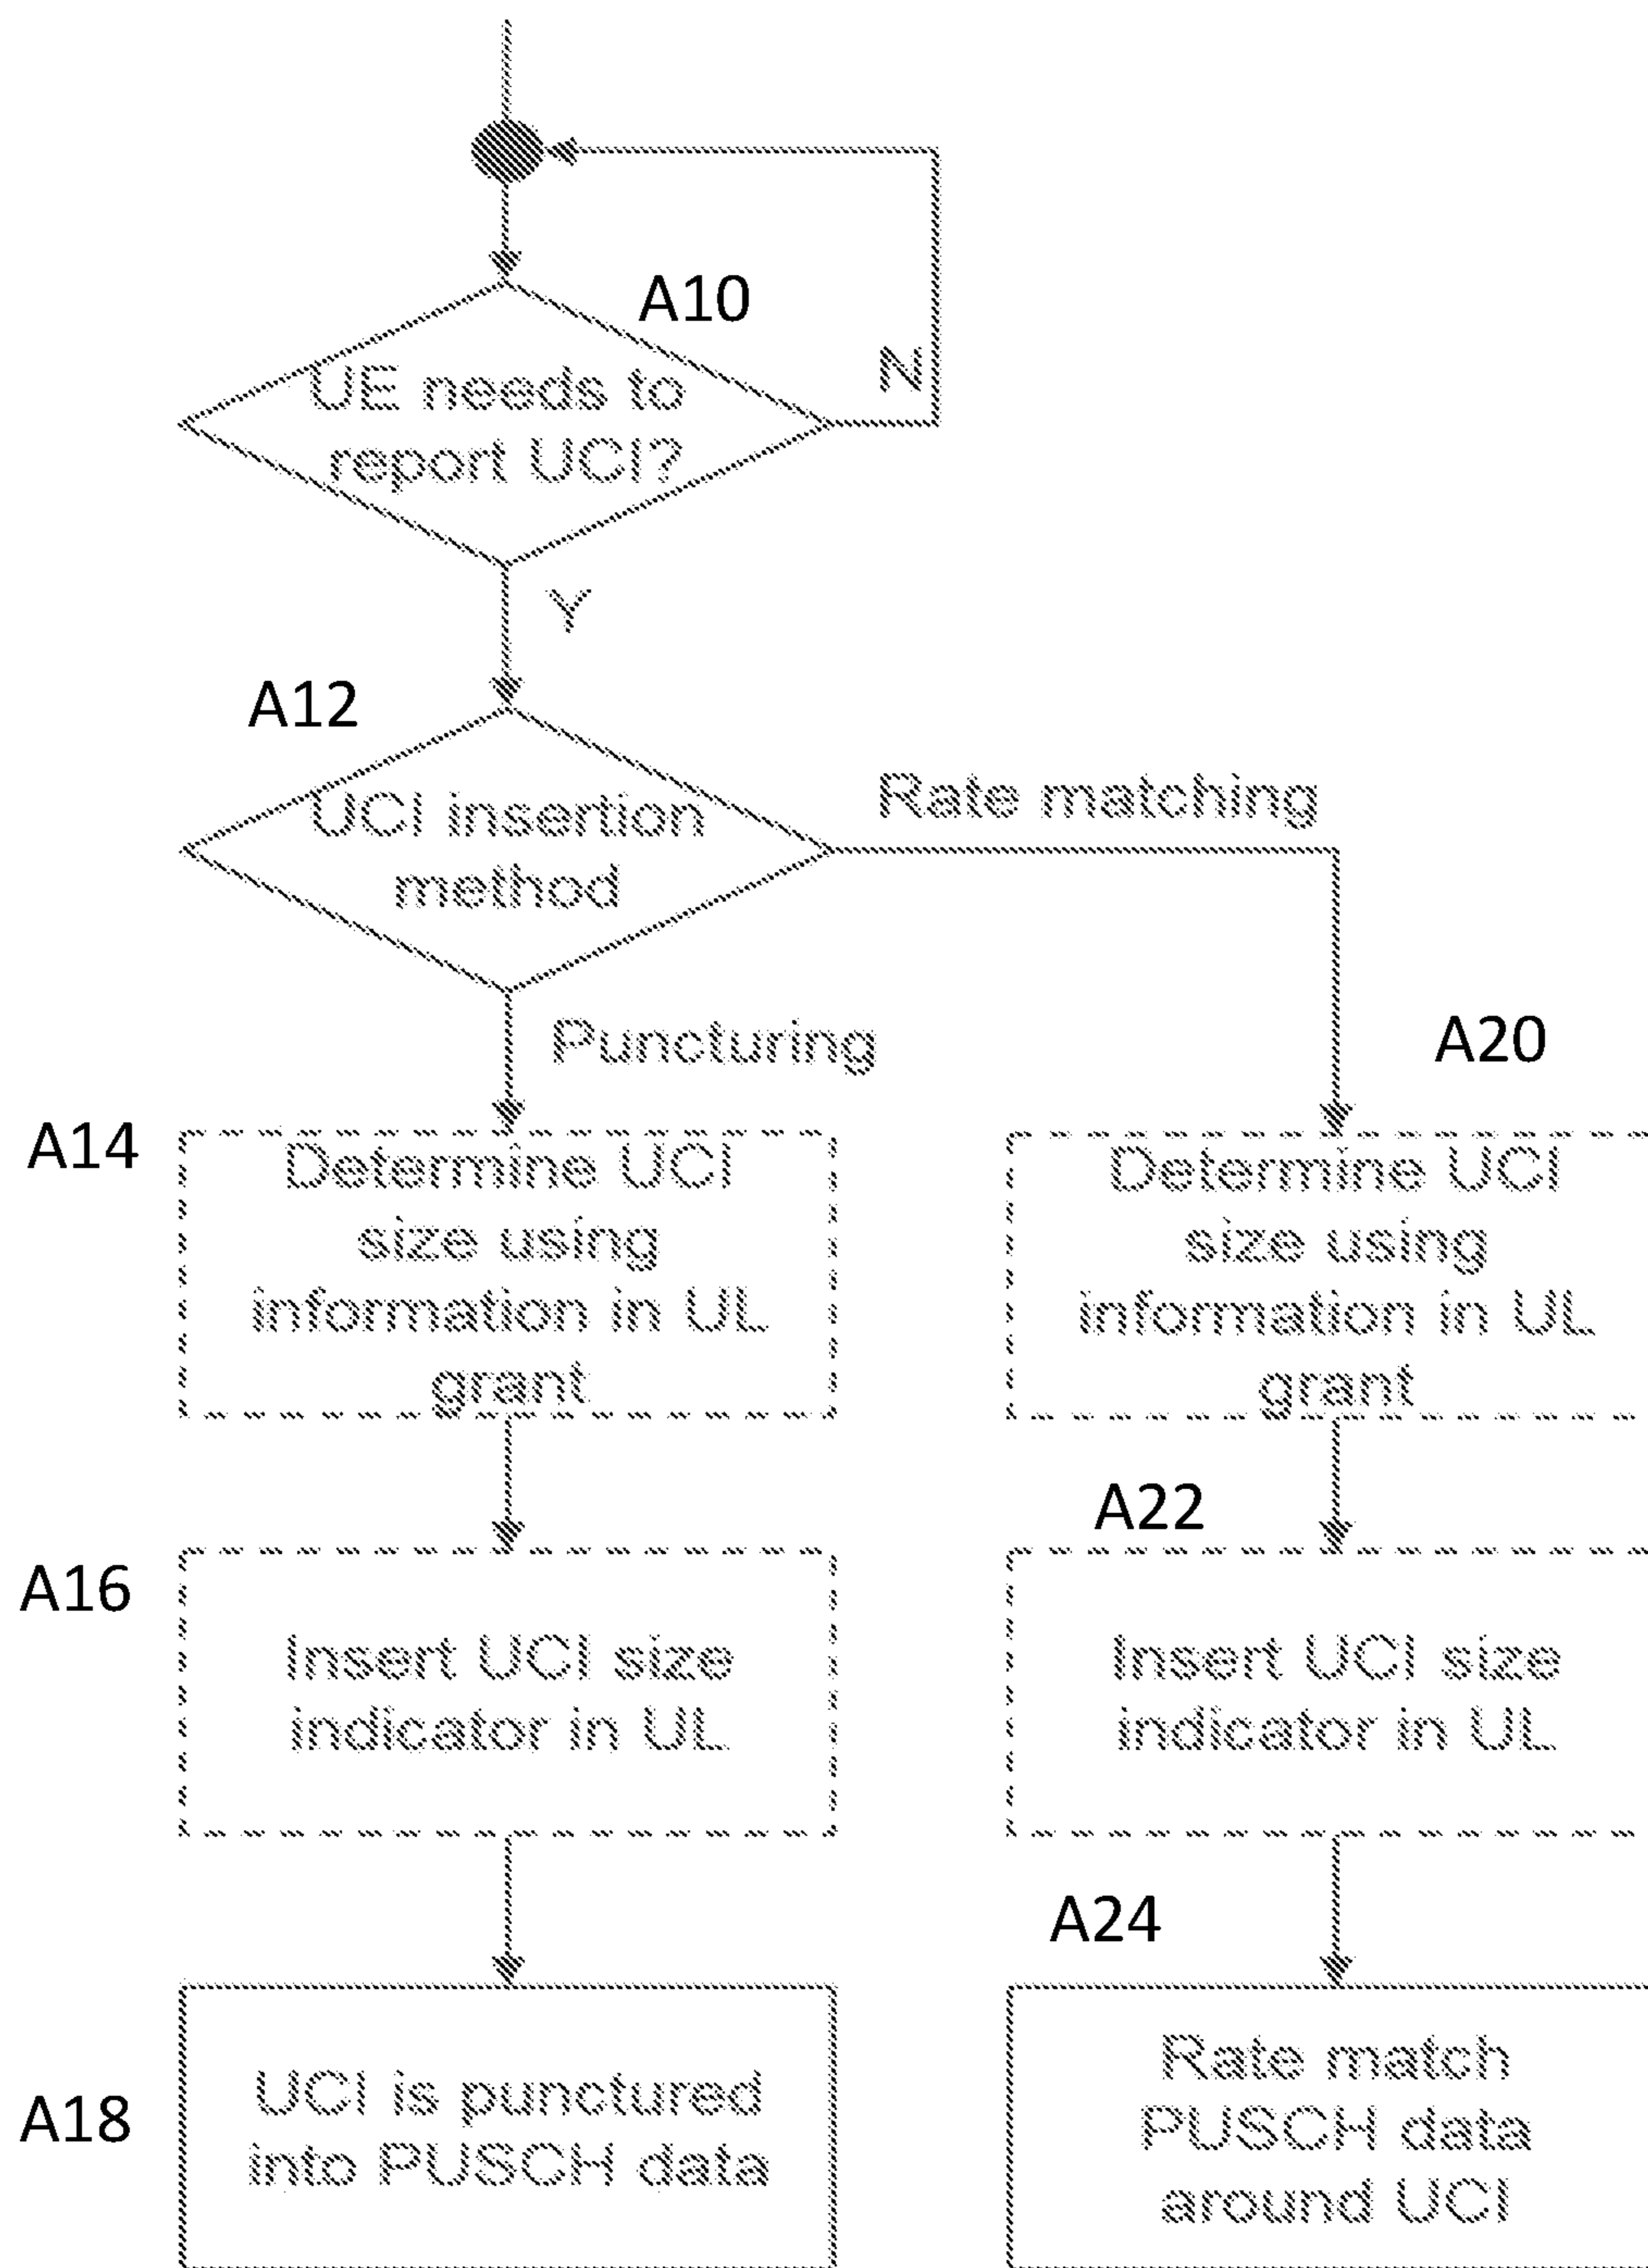 A10
UE needs to
report UCI?
N
Y
A12
UCI insertion
method
Rate matching
Puncturing
A14
Determine UCI
size using
information in UL
grant
A20
Determine UCI
size using
information in UL
grant
A16
Insert UCI size
indicator in UL
A22
Insert UCI size
indicator in UL
A18
UCI is punctured
into PUSCH data
A24
Rate match
PUSCH data
around UCI